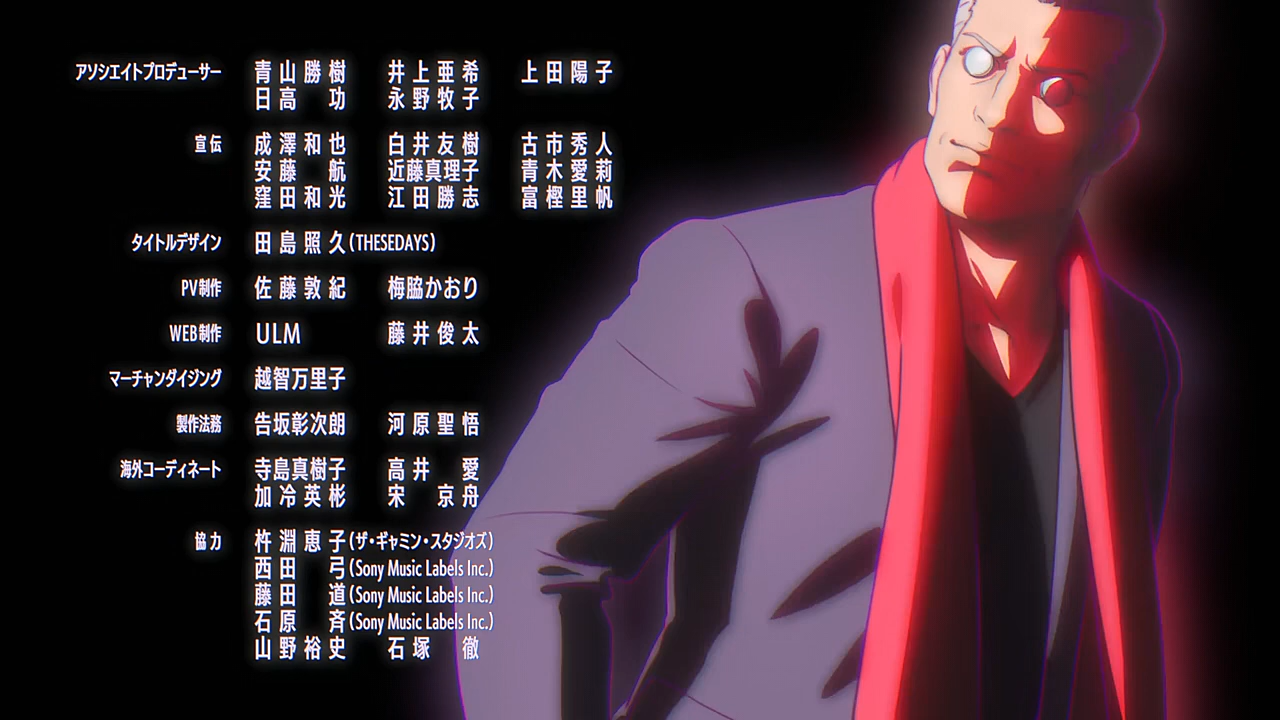 アソシエイトプロデューサー 青山勝樹 井上亜希 上田陽子
日高 功 永野牧子
宣伝 成澤和也 白井友樹 古市秀人
安藤 航 近藤真理子 青木愛莉
窪田和光 江田勝志 富樫里帆
タイトルデザイン 田島照久(THESEDAYS)
PV制作 佐藤敦紀 梅脇かおり
WEB制作 ULM 藤井俊太
マーチャンダイジング 越智万里子
製作法務 告坂彰次朗 河原聖悟
海外コーディネート 寺島真樹子 高井 愛
加冷英彬 宋 京舟
協力 杵淵恵子(ザ・ギャミン・スタジオズ)
西田 弓(Sony Music Labels Inc.)
藤田 道(Sony Music Labels Inc.)
石原 斉(Sony Music Labels Inc.)
山野裕史 石塚 徹